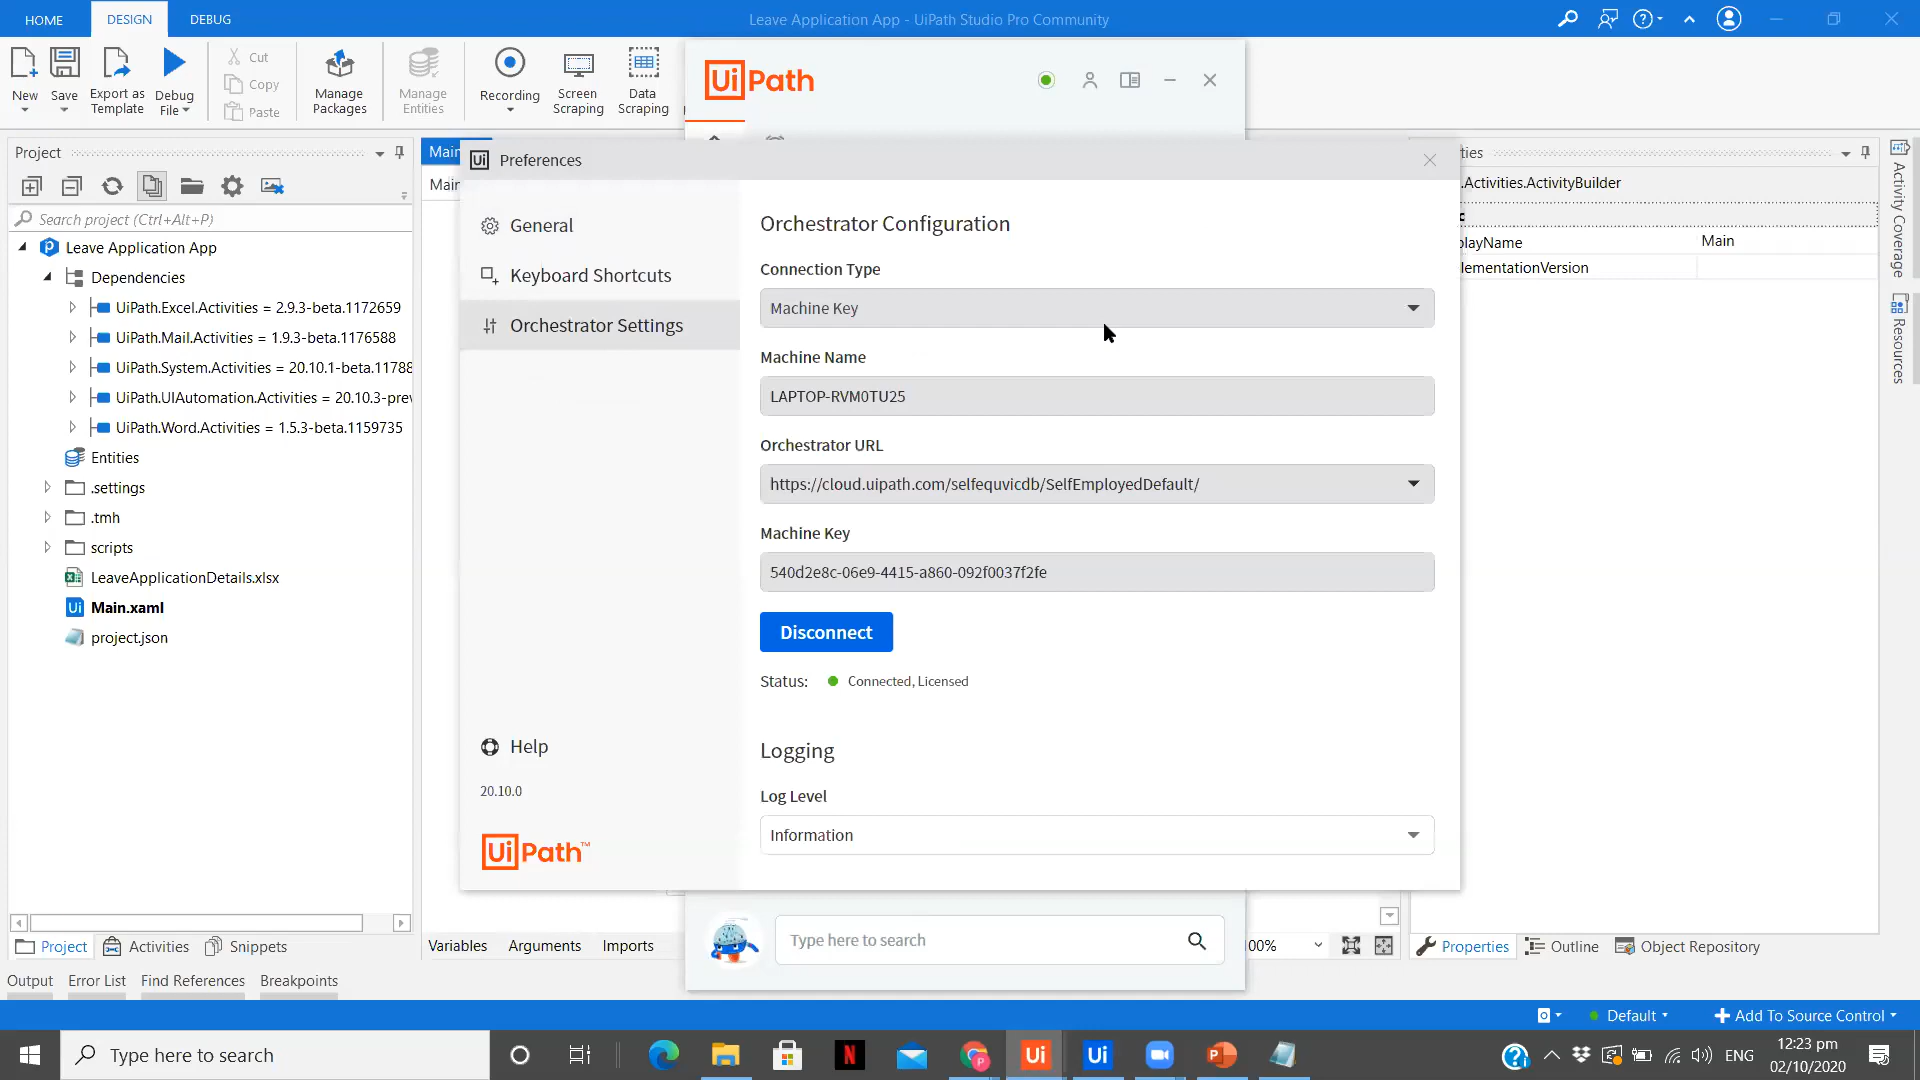 HOME
DESIGN
DEBUG
Leave Application App - UiPath Studio Pro Community
New
Save
Export as Template
Debug File
Cut
Copy
Paste
Manage Packages
Manage Entities
Recording
Screen Scraping
Data Scraping
UiPath
Project
Search project (Ctrl+Alt+P)
Leave Application App
Dependencies
UiPath.Excel.Activities = 2.9.3-beta.1172659
UiPath.Mail.Activities = 1.9.3-beta.1176588
UiPath.System.Activities = 20.10.1-beta.11788
UiPath.UIAutomation.Activities = 20.10.3-prev
UiPath.Word.Activities = 1.5.3-beta.1159735
Entities
.settings
.tmh
scripts
LeaveApplicationDetails.xlsx
Main.xaml
project.json
Main
Main
Ui Preferences
General
Keyboard Shortcuts
Orchestrator Settings
Help
20.10.0
UiPath™
Orchestrator Configuration
Connection Type
Machine Key
Machine Name
LAPTOP-RVM0TU25
Orchestrator URL
https://cloud.uipath.com/selfequvicdb/SelfEmployedDefault/
Machine Key
540d2e8c-06e9-4415-a860-092f0037f2fe
Disconnect
Status: Connected, Licensed
Logging
Log Level
Information
ties
.Activities.ActivityBuilder
c
playName Main
lementationVersion
Activity Coverage
Resources
Type here to search
Project
Activities
Snippets
Variables
Arguments
Imports
00%
Properties
Outline
Object Repository
Output
Error List
Find References
Breakpoints
Default
Add To Source Control
Type here to search
ENG
12:23 pm
02/10/2020